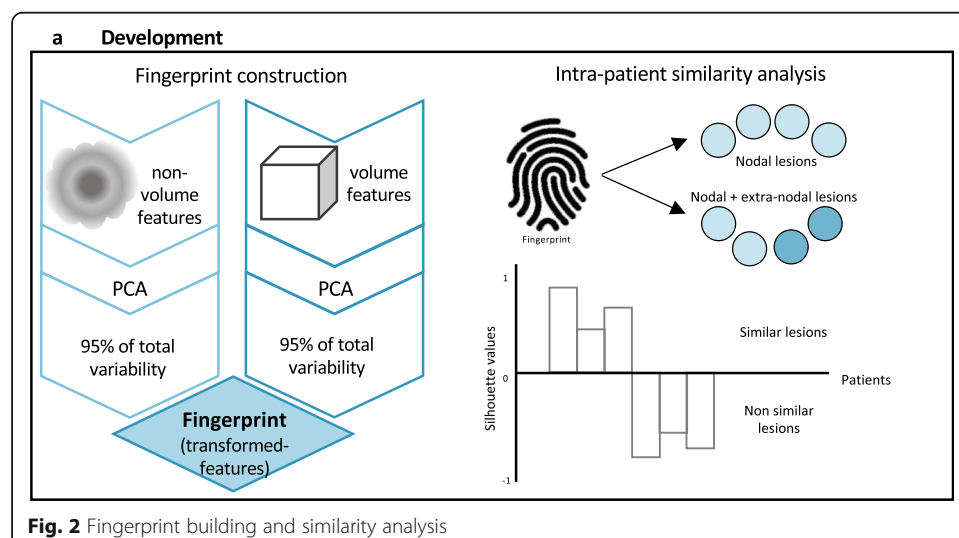 a Development
Fingerprint construction
non-
volume
features
volume
features
PCA
PCA
95% of total
variability
95% of total
variability
Fingerprint
(transformed-
features)
Intra-patient similarity analysis
Fingerprint
Nodal lesions
Nodal + extra-nodal lesions
Silhouette values
1
0
-1
Similar lesions
Patients
Non similar
lesions
Fig. 2 Fingerprint building and similarity analysis